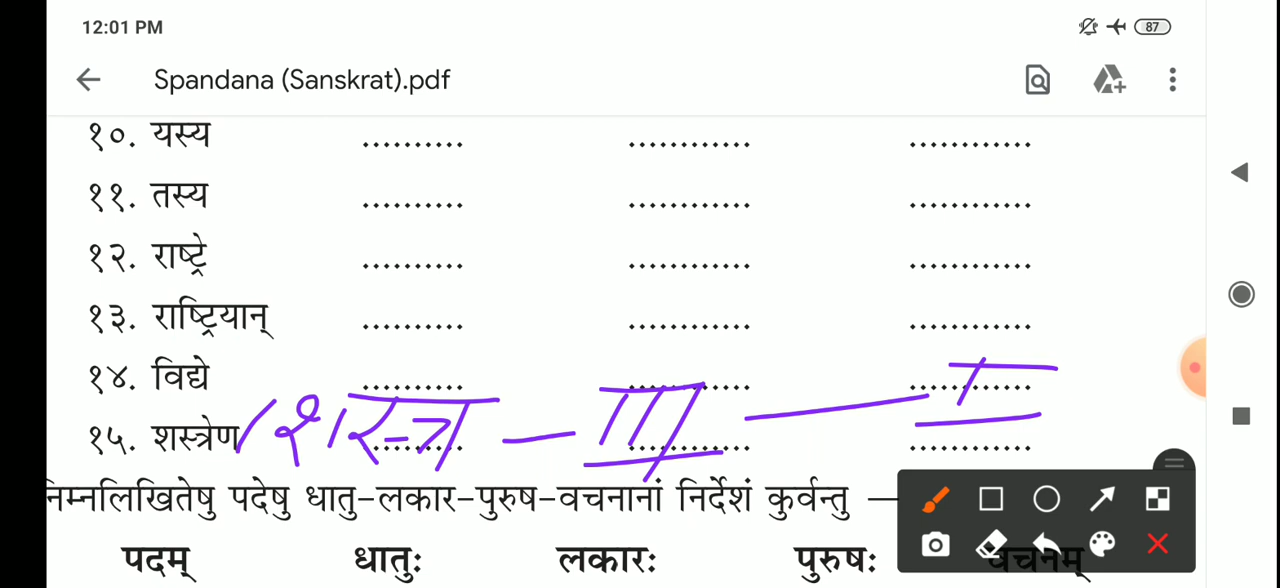 12:01 PM 87
Spandana (Sanskrat).pdf
१०. यस्य .......... ............ ............
११. तस्य .......... ............ ............
१२. राष्ट्रे .......... ............ ............
१३. राष्ट्रियान् .......... ............ ............
१४. विद्ये .......... ............ ............
१५. शस्त्रेण .......... ............ ............
III — I
निम्नलिखितेषु पदेषु धातु-लकार-पुरुष-वचनानां निर्देशं कुर्वन्तु —
पदम् धातुः लकारः पुरुषः वचनम्